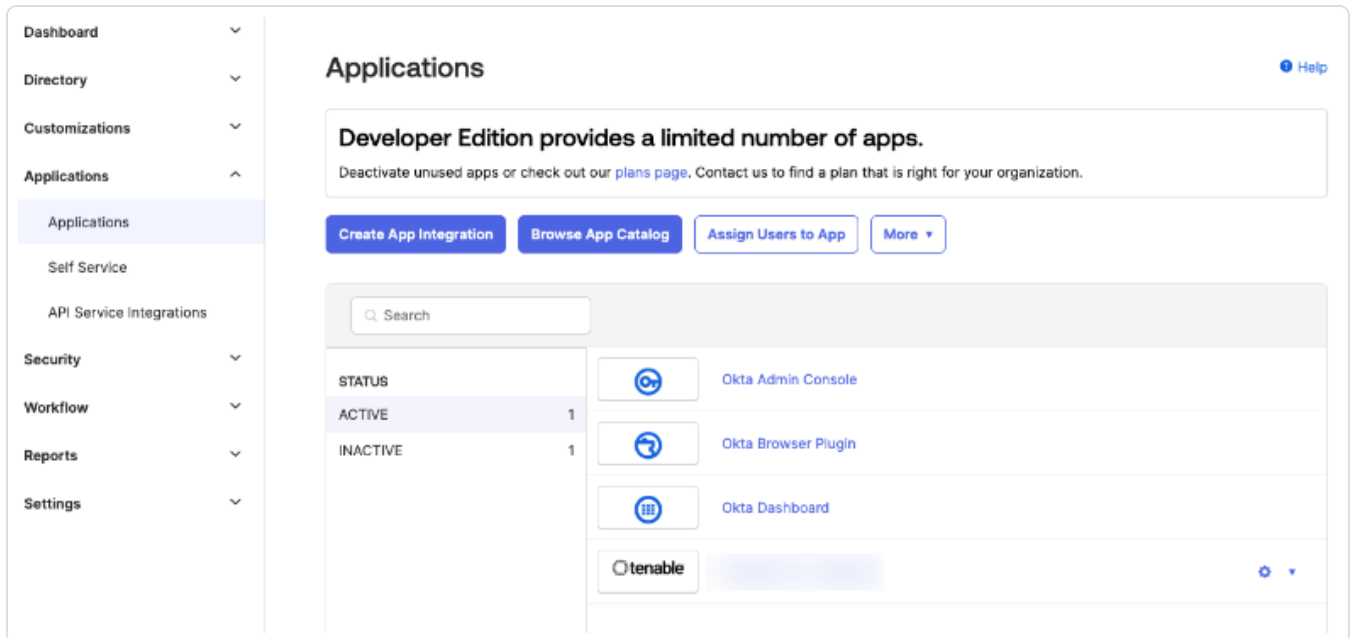 Dashboard
Directory
Customizations
Applications
Applications
Self Service
API Service Integrations
Security
Workflow
Reports
Settings
Applications
Help
Developer Edition provides a limited number of apps.
Deactivate unused apps or check out our plans page. Contact us to find a plan that is right for your organization.
Create App Integration
Browse App Catalog
Assign Users to App
More
Search
STATUS
ACTIVE 1
INACTIVE 1
Okta Admin Console
Okta Browser Plugin
Okta Dashboard
tenable